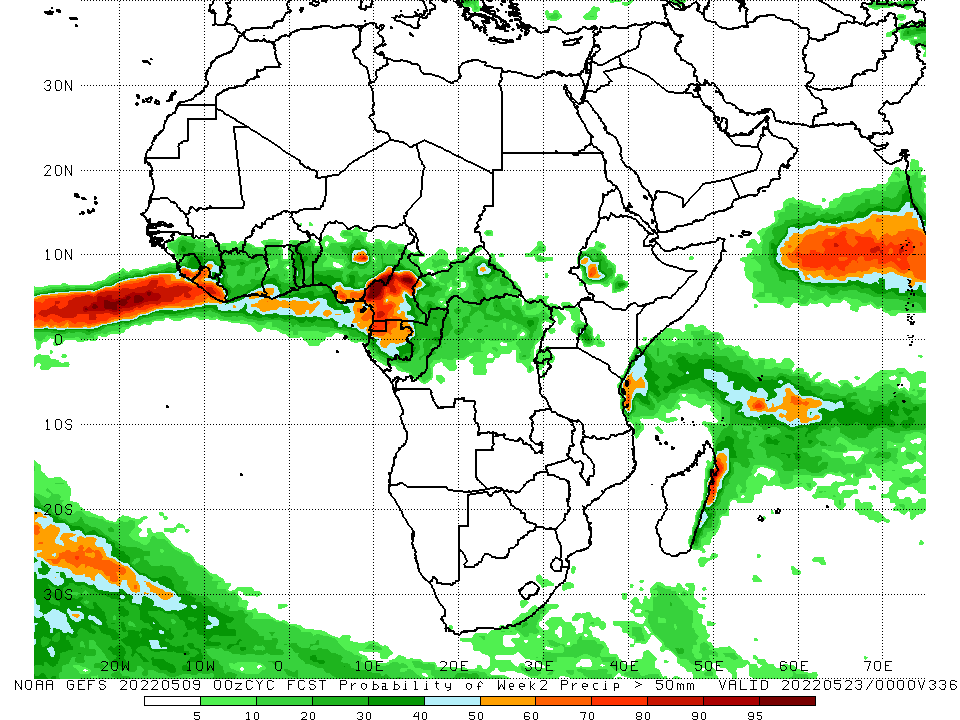 30N
20N
10N
0
10S
20S
30S
20W 10W 0 10E 20E 30E 40E 50E 60E 70E
NOAA GEFS 20220509 00zCYC FCST Probability of Week2 Precip > 50mm VALID 20220523/0000V336
5 10 20 30 40 50 60 70 80 90 95